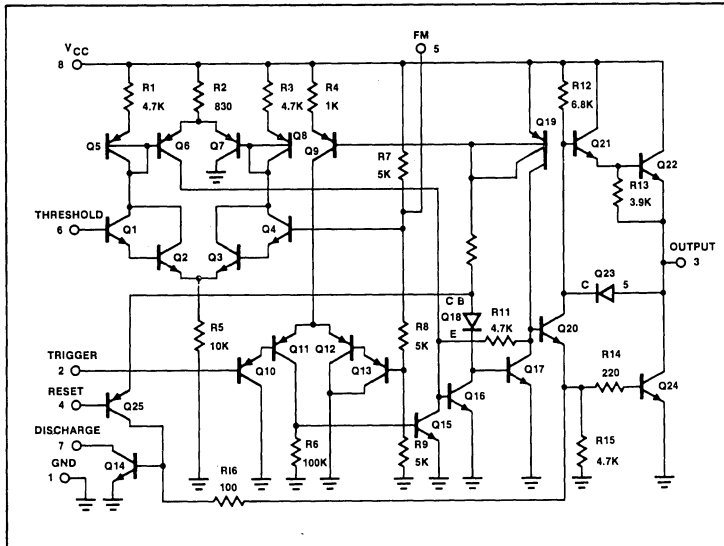 FM
5
VCC
8
R1
4.7K
R2
830
R3
4.7K
R4
1K
R12
6.8K
Q19
Q5
Q6
Q7
Q8
Q9
Q21
Q22
R7
5K
R13
3.9K
THRESHOLD
6
Q1
Q2
Q3
Q4
OUTPUT
3
C B
Q18
E
C
Q23
5
R11
4.7K
Q20
R5
10K
R8
5K
TRIGGER
2
Q10
Q11
Q12
Q13
Q17
R14
220
RESET
4
Q25
Q16
Q24
DISCHARGE
7
Q14
R6
100K
Q15
R9
5K
R15
4.7K
GND
1
R16
100